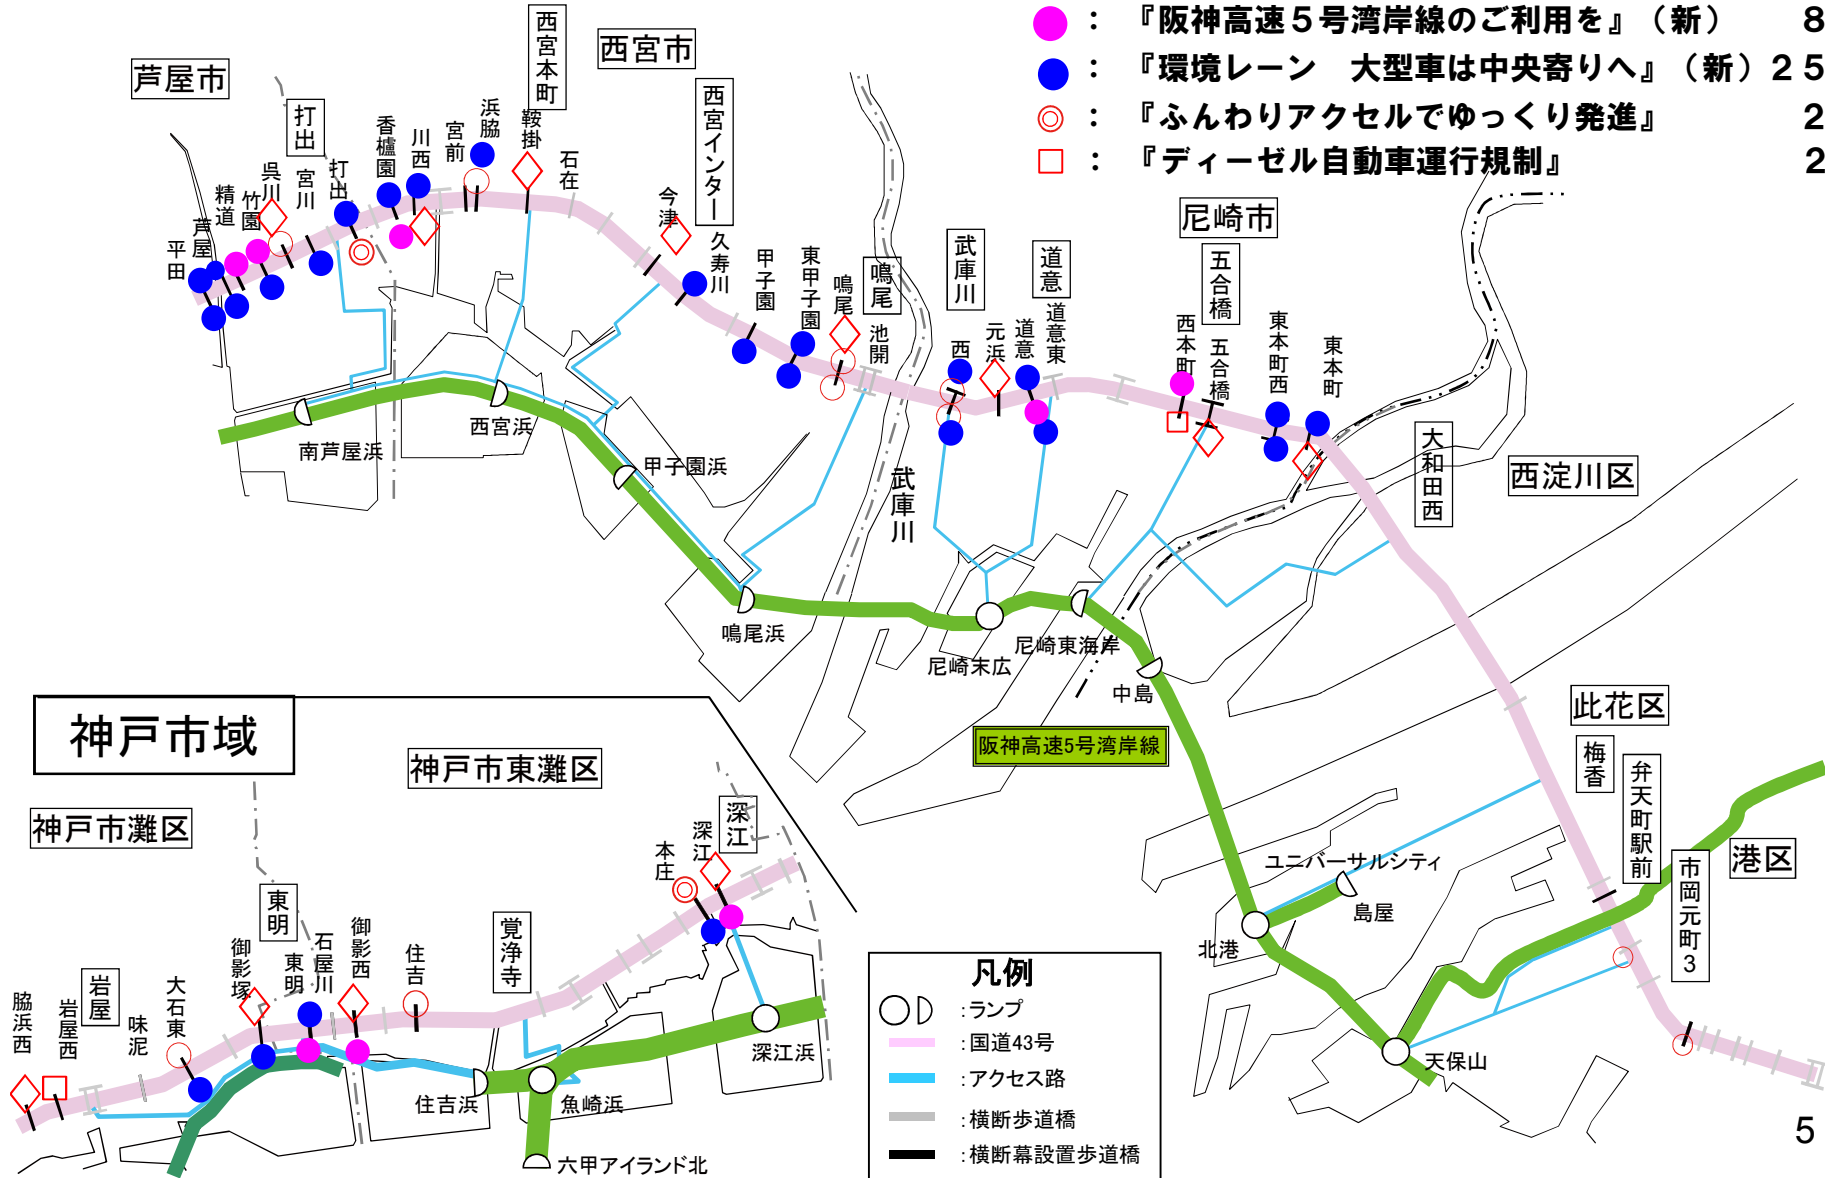 ： 『阪神高速５号湾岸線のご利用を』（新） ８
： 『環境レーン　大型車は中央寄りへ』（新）２５
： 『ふんわりアクセルでゆっくり発進』 ２
： 『ディーゼル自動車運行規制』 ２
芦屋市
西宮市
尼崎市
西淀川区
此花区
港区
打出
西宮本町
西宮インター
鳴尾
武庫川
道意
五合橋
大和田西
梅香
弁天町駅前
市岡元町3
平田
芦屋
精道
竹園
呉川
宮川
打出
香櫨園
川西
宮前
浜脇
鞍掛
石在
今津
久寿川
甲子園
東甲子園
鳴尾
池開
西
元浜
道意
道意東
西本町
五合橋
東本町西
東本町
武庫川
南芦屋浜
西宮浜
甲子園浜
鳴尾浜
尼崎末広
尼崎東海岸
中島
阪神高速5号湾岸線
ユニバーサルシティ
島屋
北港
天保山
神戸市域
神戸市東灘区
神戸市灘区
深江
東明
覚浄寺
岩屋
脇浜西
岩屋西
味泥
大石東
御影塚
東明
石屋川
御影西
住吉
本庄
深江
住吉浜
魚崎浜
深江浜
六甲アイランド北
凡例
:ランプ
:国道43号
:アクセス路
:横断歩道橋
:横断幕設置歩道橋
5